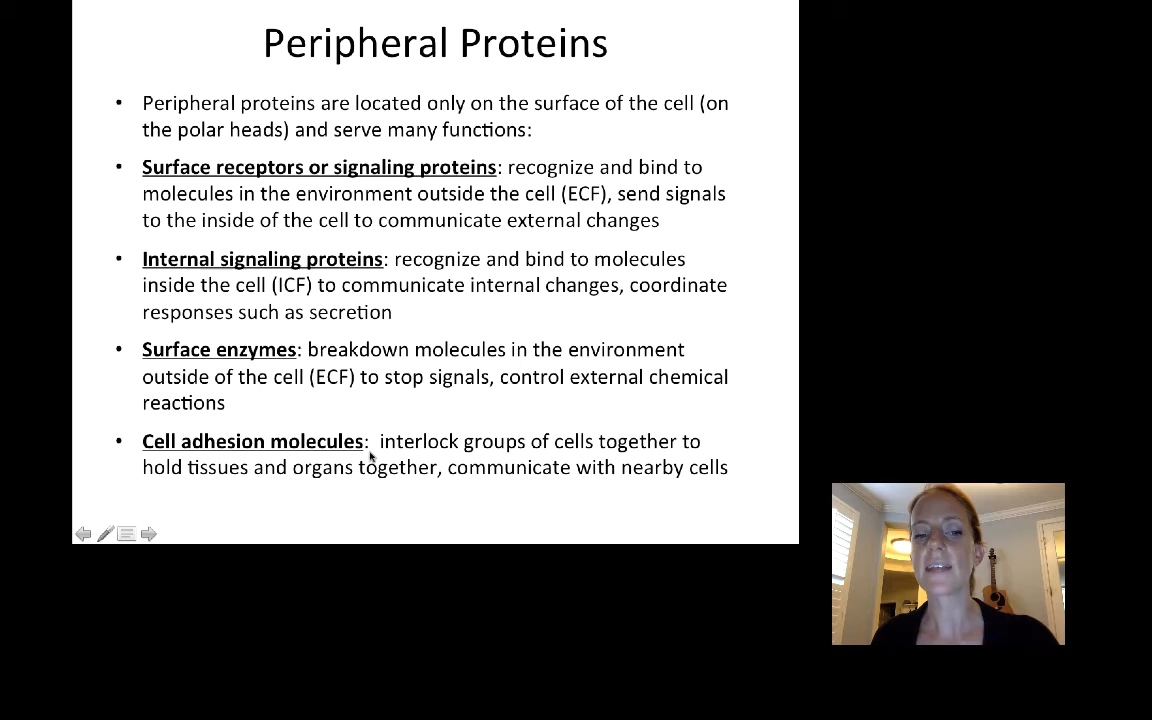 Peripheral Proteins
• Peripheral proteins are located only on the surface of the cell (on
the polar heads) and serve many functions:
• Surface receptors or signaling proteins: recognize and bind to
molecules in the environment outside the cell (ECF), send signals
to the inside of the cell to communicate external changes
• Internal signaling proteins: recognize and bind to molecules
inside the cell (ICF) to communicate internal changes, coordinate
responses such as secretion
• Surface enzymes: breakdown molecules in the environment
outside of the cell (ECF) to stop signals, control external chemical
reactions
• Cell adhesion molecules:  interlock groups of cells together to
hold tissues and organs together, communicate with nearby cells